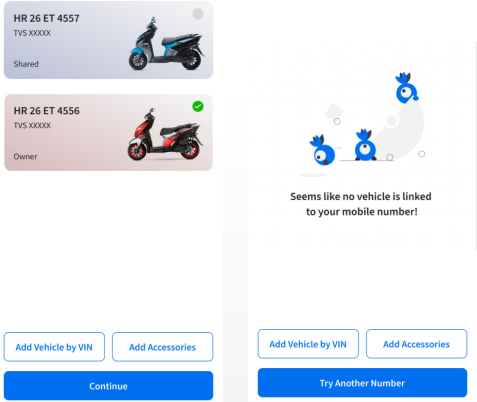 HR 26 ET 4557
TVS XXXXX
Shared
HR 26 ET 4556
TVS XXXXX
Owner
Add Vehicle by VIN
Add Accessories
Continue
Seems like no vehicle is linked
to your mobile number!
Add Vehicle by VIN
Add Accessories
Try Another Number